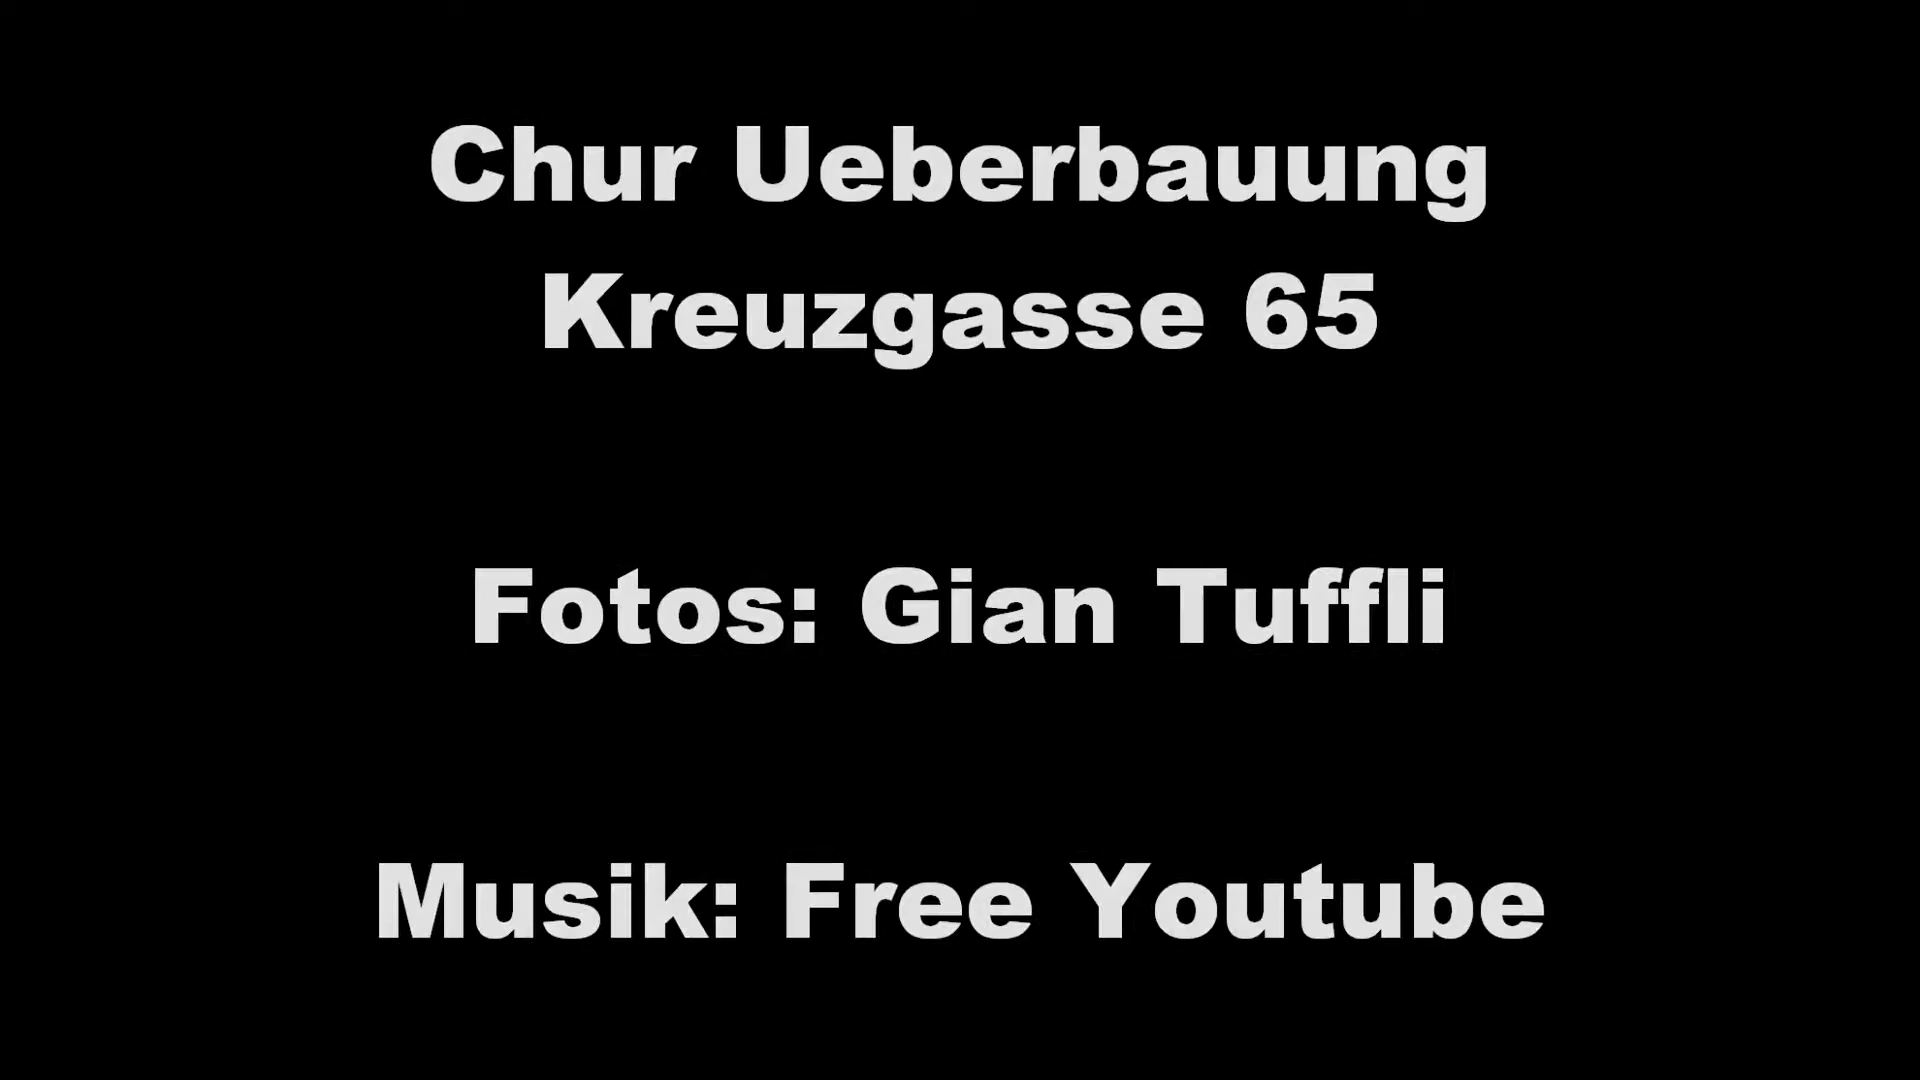 Chur Ueberbauung
Kreuzgasse 65
Fotos: Gian Tuffli
Musik: Free Youtube